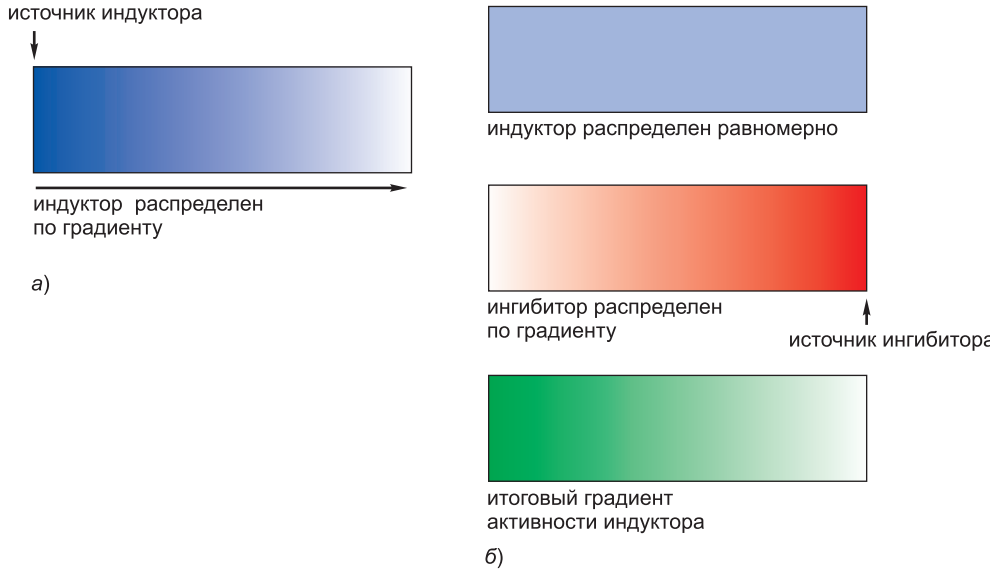 источник индуктора
индуктор распределен
по градиенту
а)
индуктор распределен равномерно
ингибитор распределен
по градиенту
источник ингибитора
итоговый градиент
активности индуктора
б)